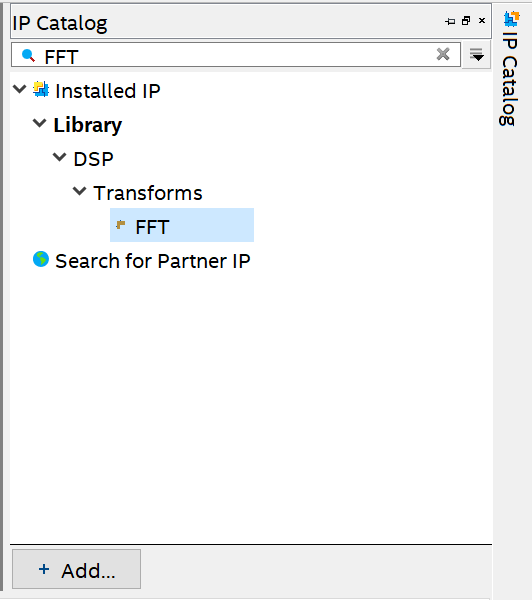 IP Catalog
FFT
Installed IP
Library
DSP
Transforms
FFT
Search for Partner IP
+ Add...
IP Catalog